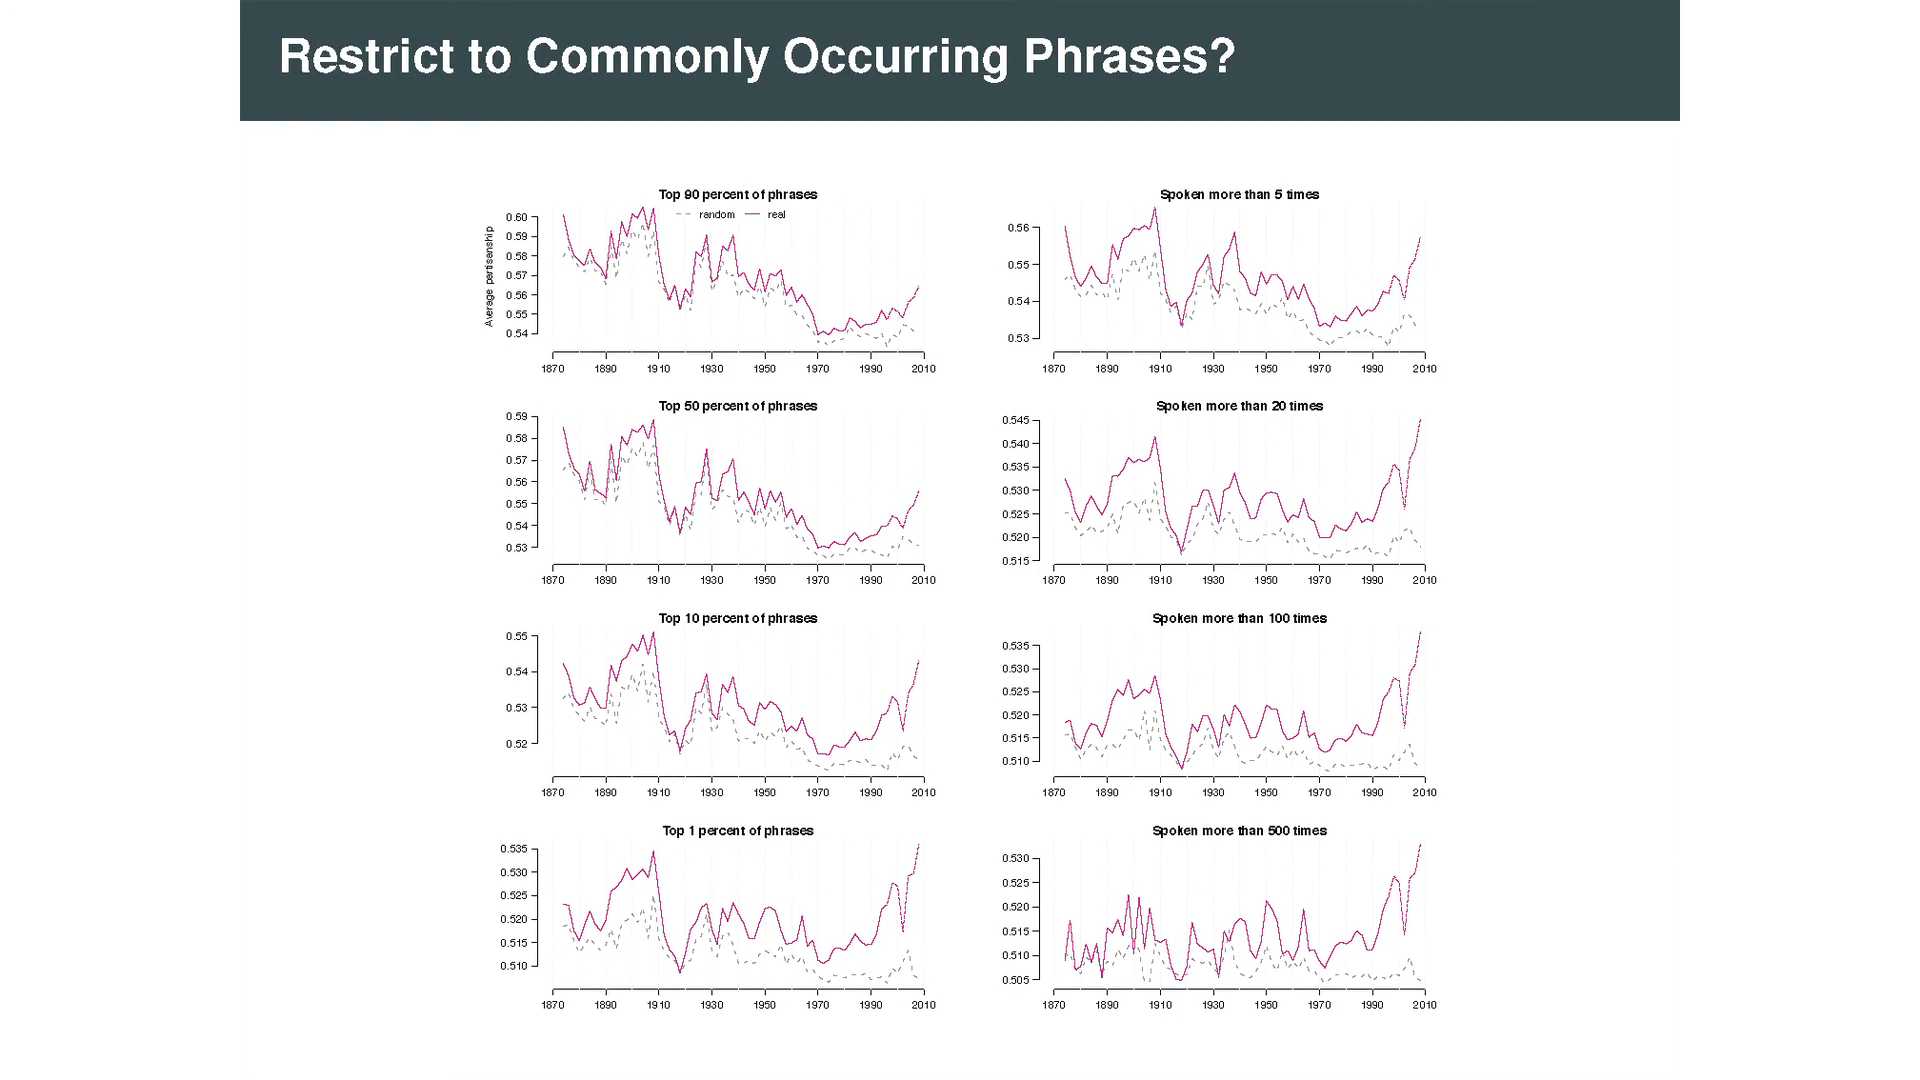 Restrict to Commonly Occurring Phrases?
Top 90 percent of phrases
random real
Average partisanship
0.60
0.59
0.58
0.57
0.56
0.55
0.54
1870 1890 1910 1930 1950 1970 1990 2010
Spoken more than 5 times
0.56
0.55
0.54
0.53
1870 1890 1910 1930 1950 1970 1990 2010
Top 50 percent of phrases
0.59
0.58
0.57
0.56
0.55
0.54
0.53
1870 1890 1910 1930 1950 1970 1990 2010
Spoken more than 20 times
0.545
0.540
0.535
0.530
0.525
0.520
0.515
1870 1890 1910 1930 1950 1970 1990 2010
Top 10 percent of phrases
0.55
0.54
0.53
0.52
1870 1890 1910 1930 1950 1970 1990 2010
Spoken more than 100 times
0.535
0.530
0.525
0.520
0.515
0.510
1870 1890 1910 1930 1950 1970 1990 2010
Top 1 percent of phrases
0.535
0.530
0.525
0.520
0.515
0.510
1870 1890 1910 1930 1950 1970 1990 2010
Spoken more than 500 times
0.530
0.525
0.520
0.515
0.510
0.505
1870 1890 1910 1930 1950 1970 1990 2010